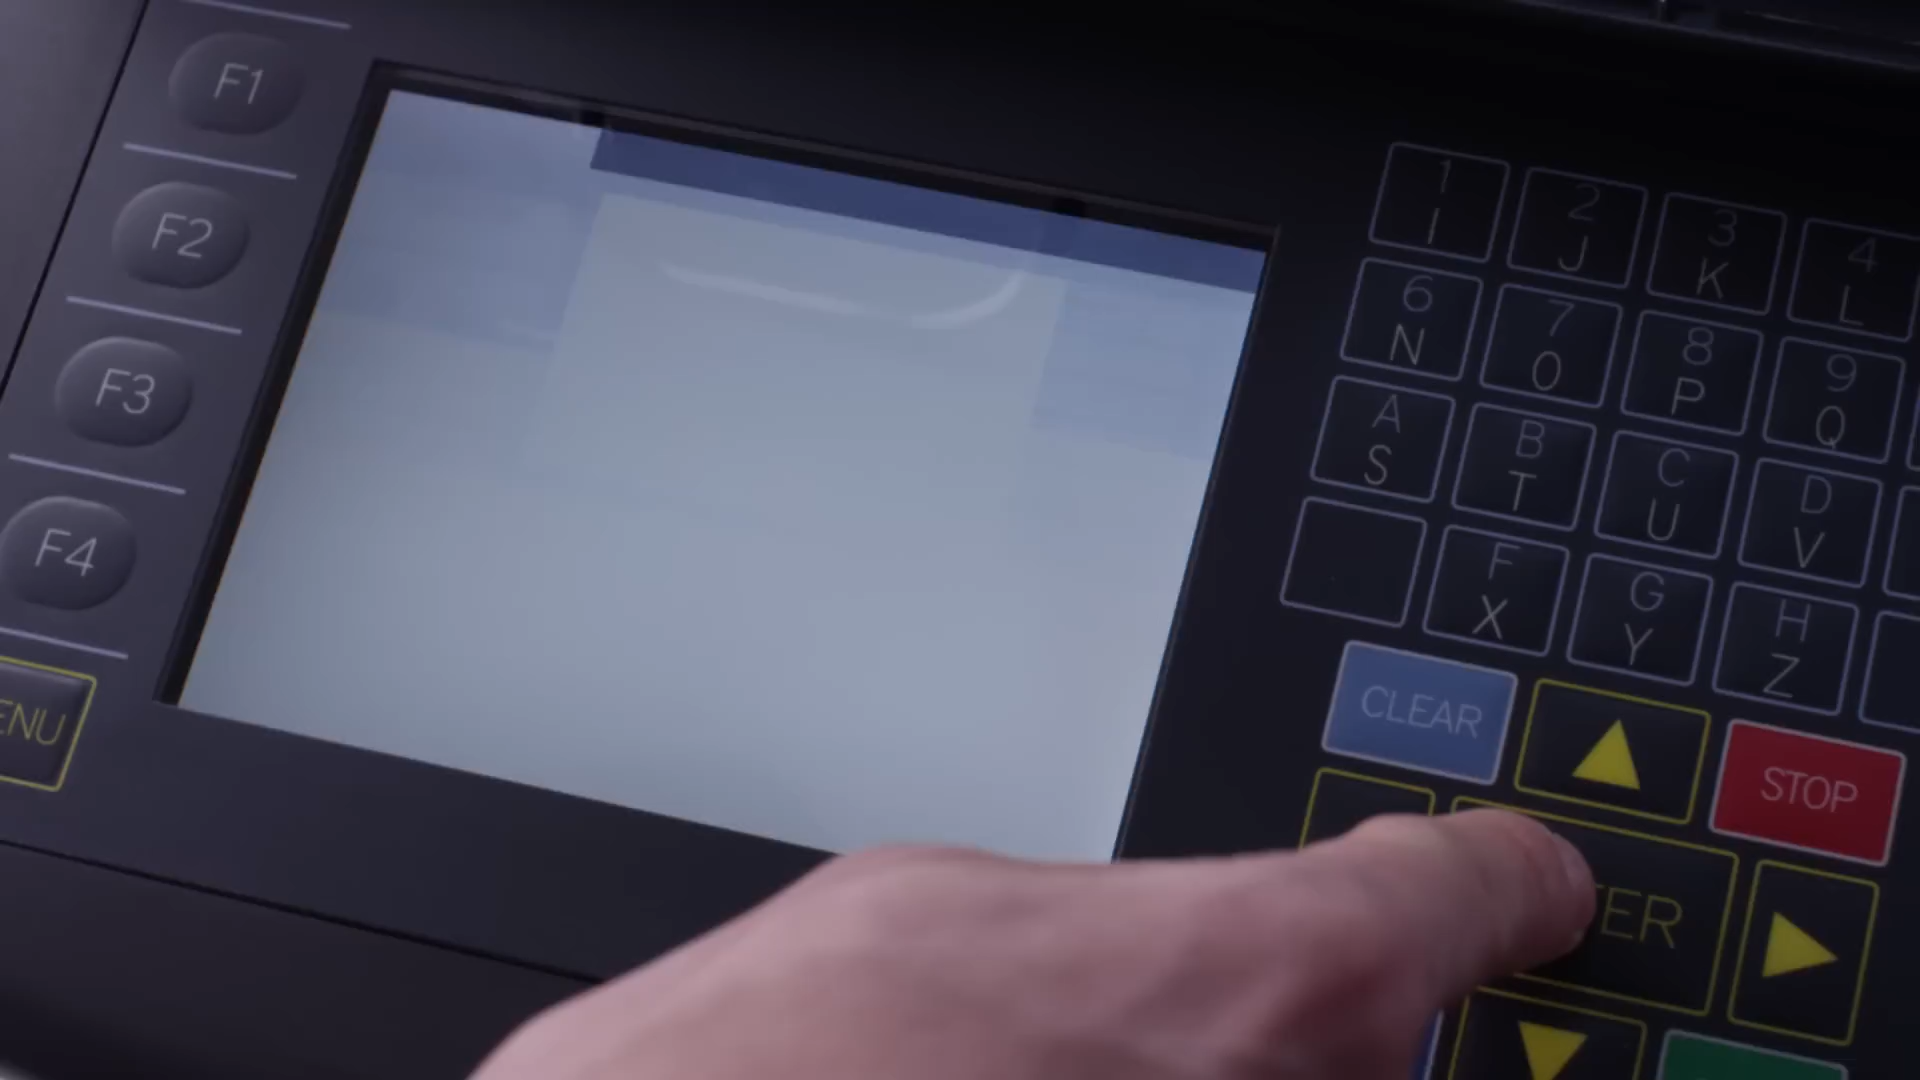 F1
F2
F3
F4
ENU
1 2 3 4
I J K L
6 7 8 9
N O P Q
A B C D
S T U V
F G H
X Y Z
CLEAR
STOP
TER